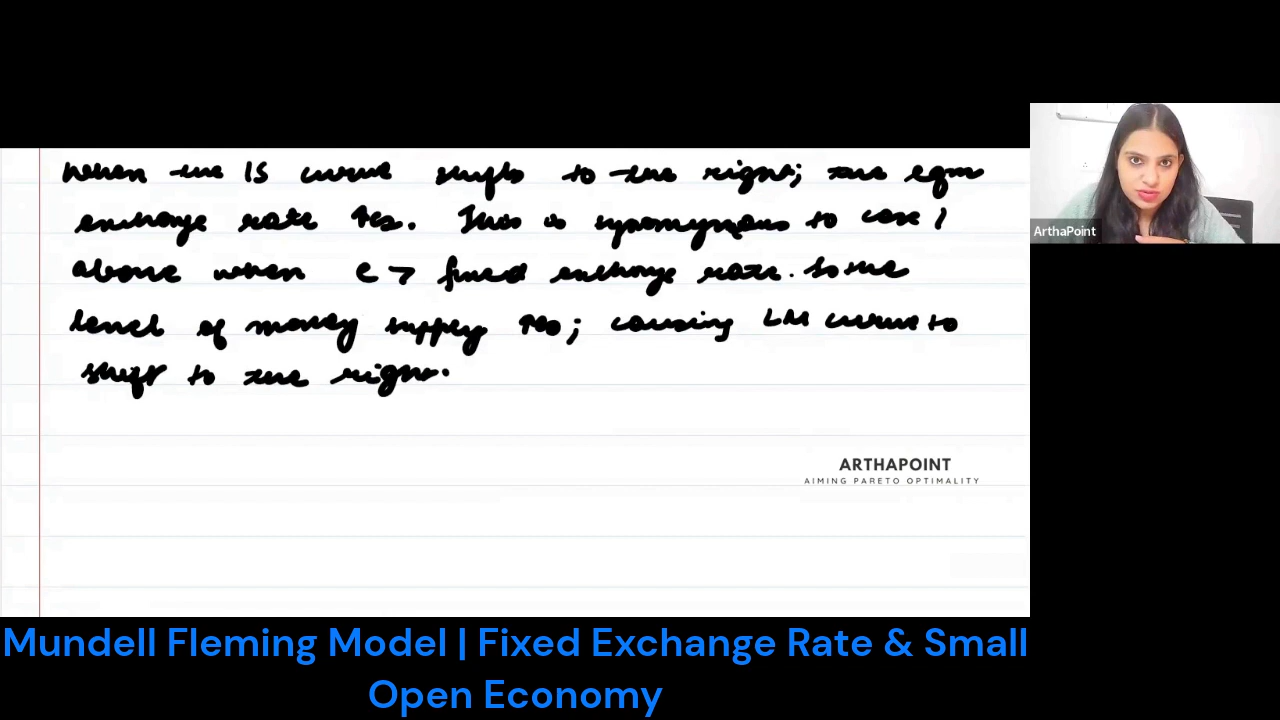 when the IS curve shifts to the right; the eqm
exchange rate ↑es. This is synonymous to case 1
above when e > fixed exchange rate. So the
level of money supply ↑es; causing LM curve to
shift to the right.
ArthaPoint
ARTHAPOINT
AIMING PARETO OPTIMALITY
Mundell Fleming Model | Fixed Exchange Rate & Small
Open Economy